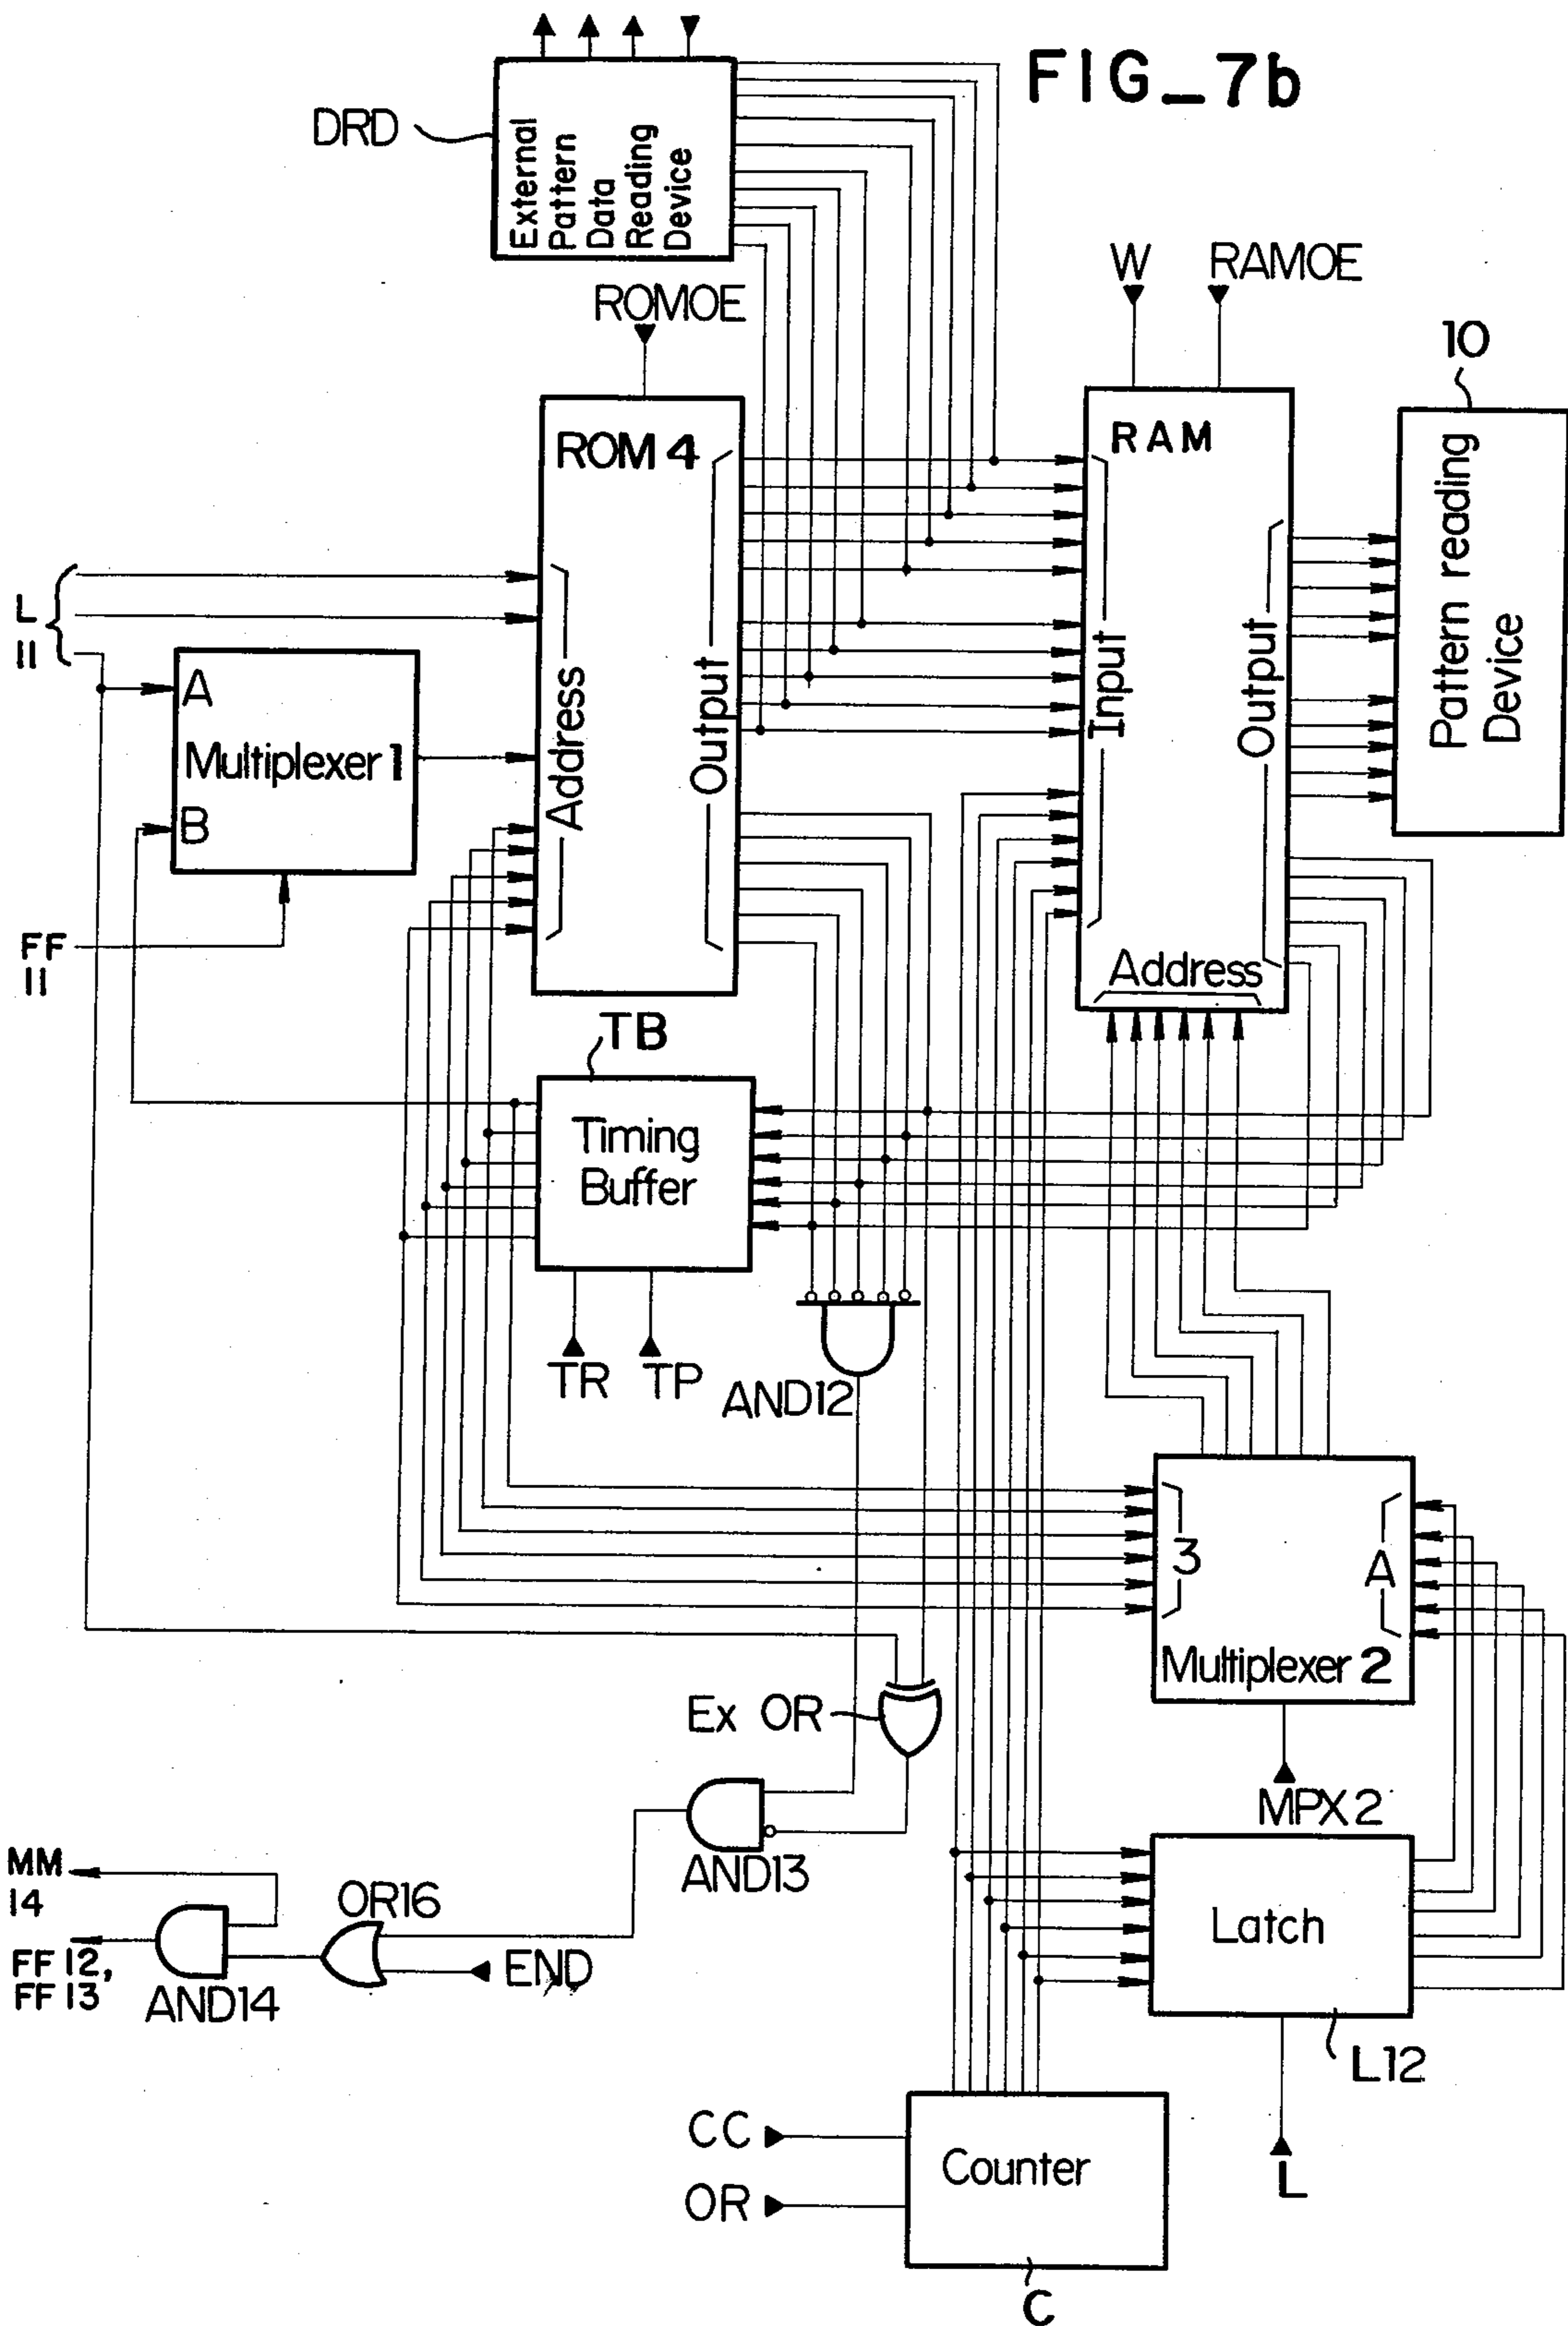 FIG_7b
DRD
External
Pattern
Data
Reading
Device
ROMOE
W
RAMOE
10
ROM 4
Address
Output
RAM
Input
Output
Address
Pattern reading
Device
L
11
A
Multiplexer 1
B
FF
11
TB
Timing
Buffer
TR
TP
AND12
3
A
Multiplexer 2
MPX 2
Ex OR
AND13
MM
14
OR16
END
FF 12,
FF 13
AND14
Latch
L12
L
CC
OR
Counter
C